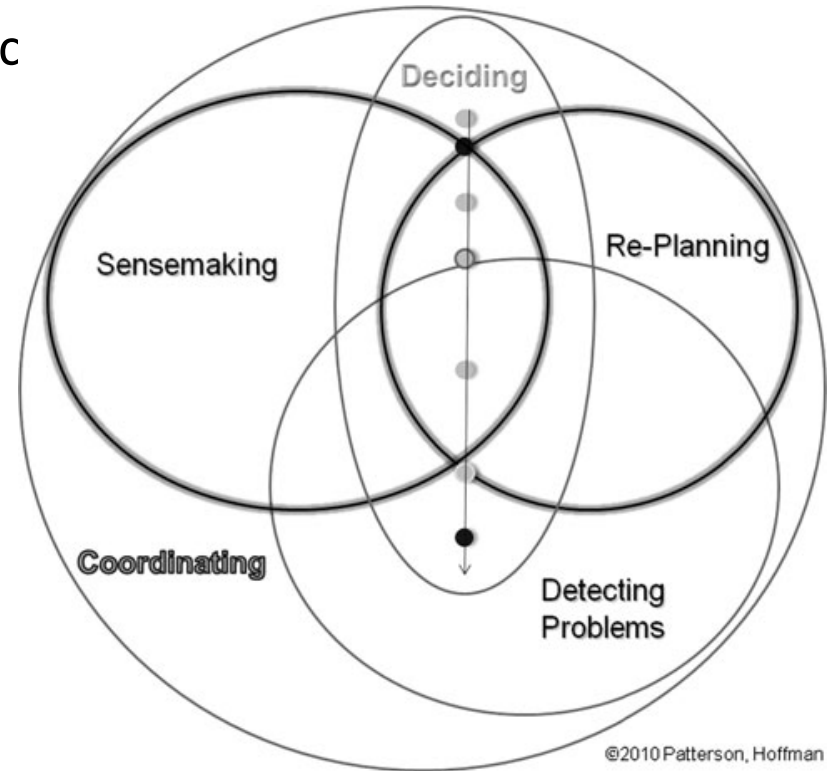 c
Deciding
Sensemaking
Re-Planning
Coordinating
Detecting
Problems
©2010 Patterson, Hoffman